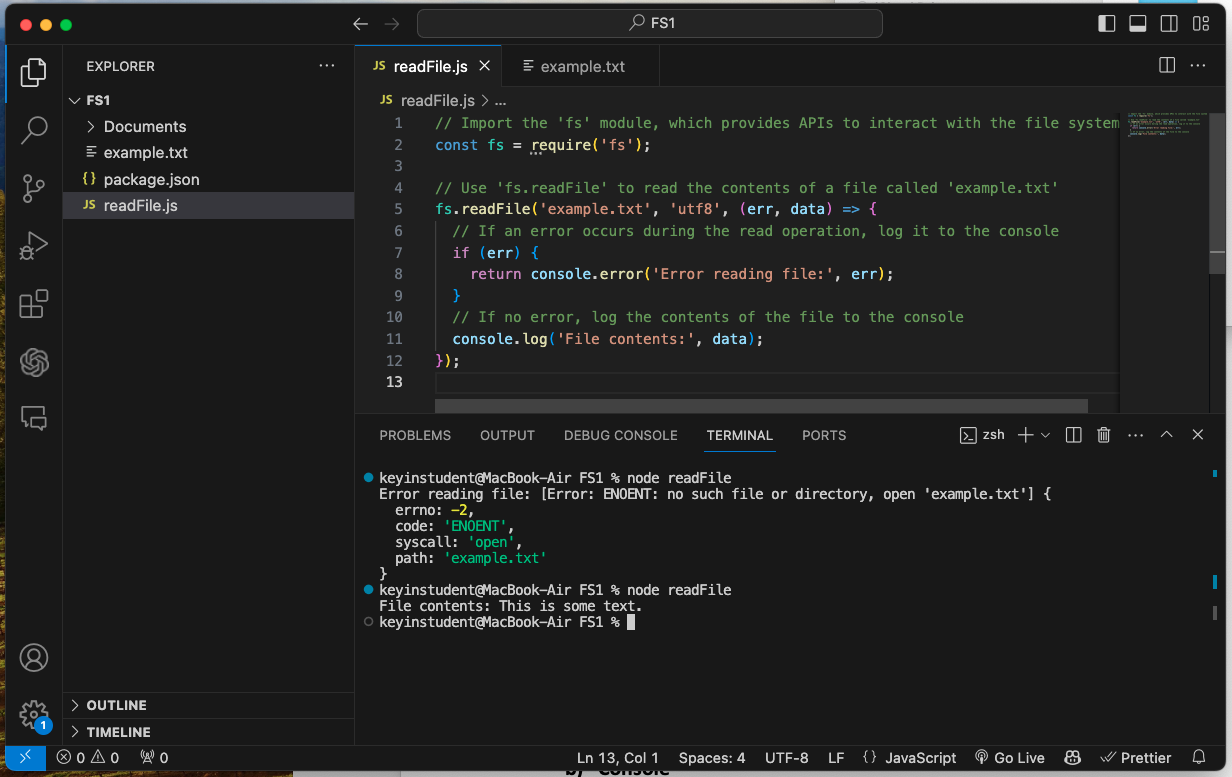 FS1
EXPLORER
FS1
Documents
example.txt
package.json
JS readFile.js
OUTLINE
TIMELINE
JS readFile.js
example.txt
JS readFile.js > ...
1 // Import the 'fs' module, which provides APIs to interact with the file system
2 const fs = require('fs');
3
4 // Use 'fs.readFile' to read the contents of a file called 'example.txt'
5 fs.readFile('example.txt', 'utf8', (err, data) => {
6 // If an error occurs during the read operation, log it to the console
7 if (err) {
8 return console.error('Error reading file:', err);
9 }
10 // If no error, log the contents of the file to the console
11 console.log('File contents:', data);
12 });
13
PROBLEMS OUTPUT DEBUG CONSOLE TERMINAL PORTS zsh
keyinstudent@MacBook-Air FS1 % node readFile
Error reading file: [Error: ENOENT: no such file or directory, open 'example.txt'] {
errno: -2,
code: 'ENOENT',
syscall: 'open',
path: 'example.txt'
}
keyinstudent@MacBook-Air FS1 % node readFile
File contents: This is some text.
keyinstudent@MacBook-Air FS1 %
1
0 0 0 Ln 13, Col 1 Spaces: 4 UTF-8 LF {} JavaScript Go Live Prettier